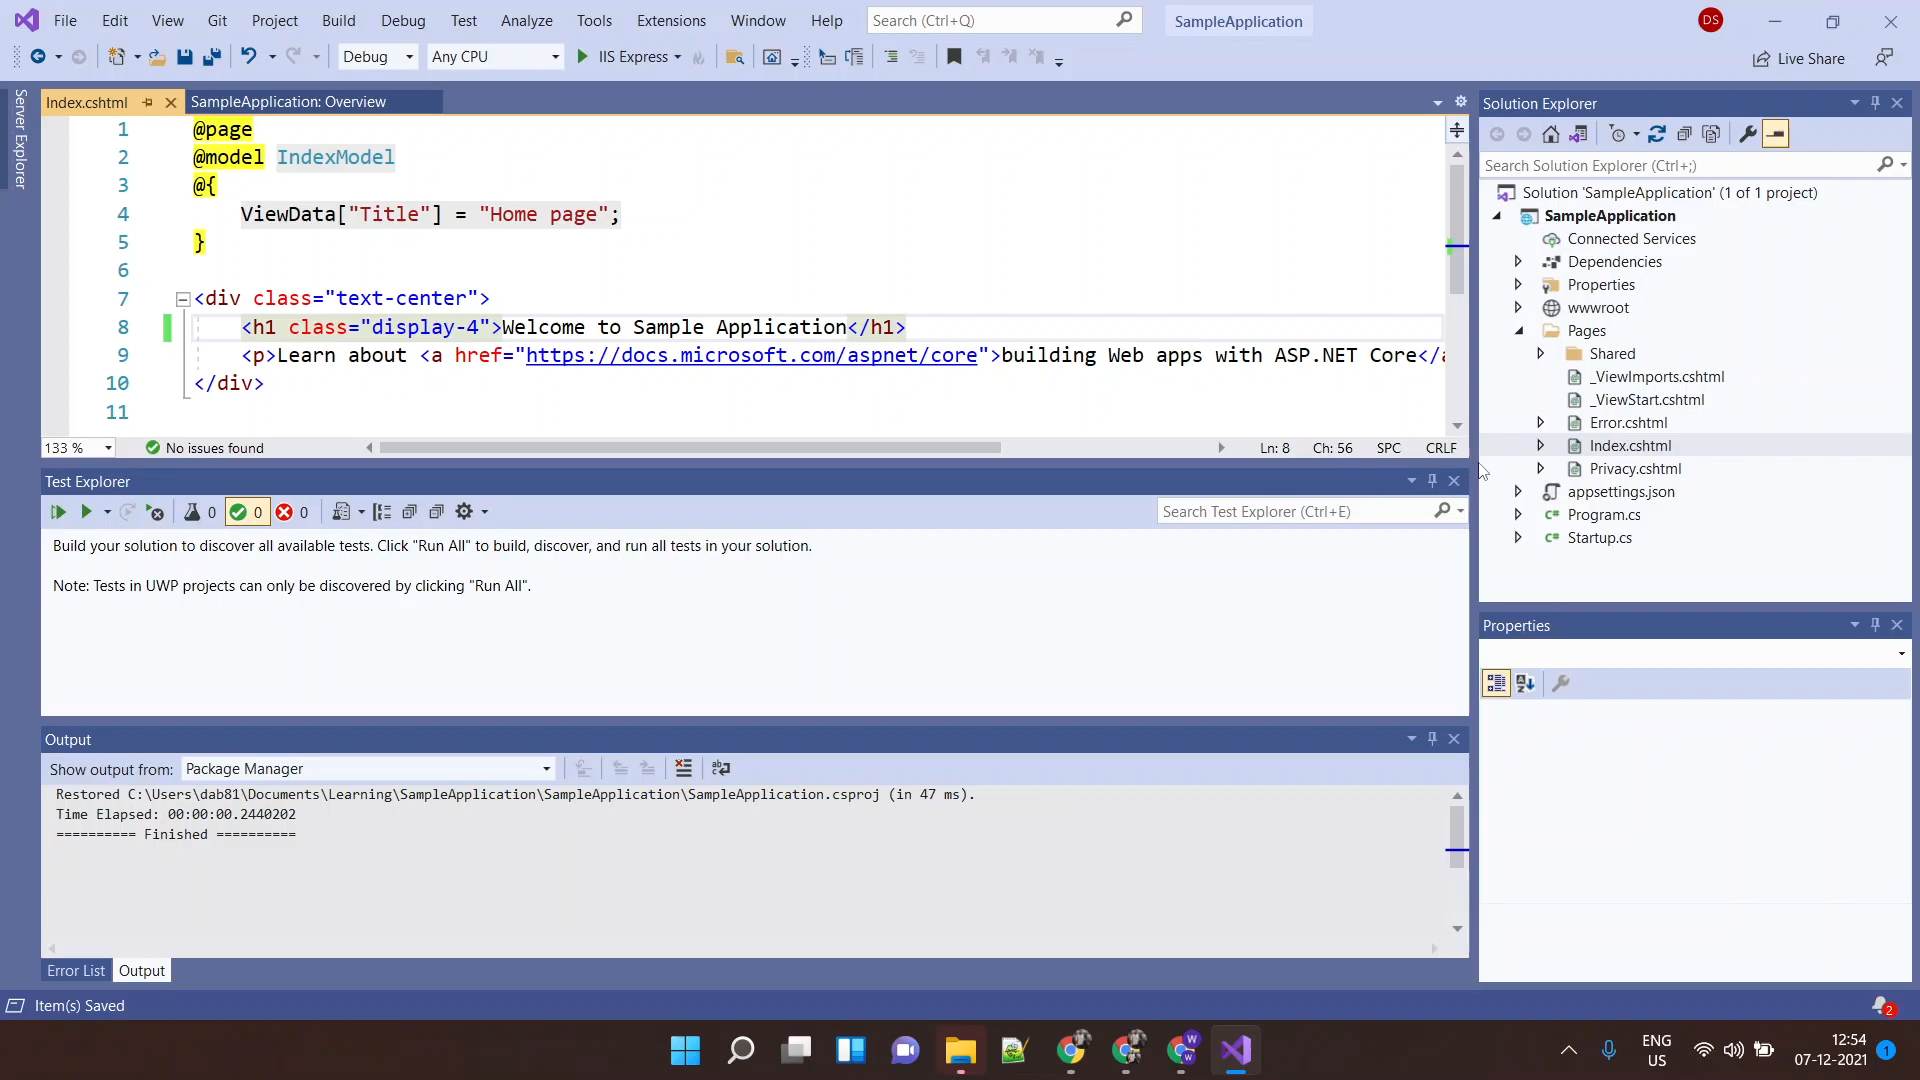 File Edit View Git Project Build Debug Test Analyze Tools Extensions Window Help Search (Ctrl+Q) SampleApplication DS
Debug Any CPU IIS Express Live Share
Server Explorer
Index.cshtml SampleApplication: Overview
1 @page
2 @model IndexModel
3 @{
4 ViewData["Title"] = "Home page";
5 }
6
7 <div class="text-center">
8 <h1 class="display-4">Welcome to Sample Application</h1>
9 <p>Learn about <a href="https://docs.microsoft.com/aspnet/core">building Web apps with ASP.NET Core</a
10 </div>
11
133 % No issues found Ln: 8 Ch: 56 SPC CRLF
Test Explorer
0 0 0 Search Test Explorer (Ctrl+E)
Build your solution to discover all available tests. Click "Run All" to build, discover, and run all tests in your solution.
Note: Tests in UWP projects can only be discovered by clicking "Run All".
Output
Show output from: Package Manager
Restored C:\Users\dab81\Documents\Learning\SampleApplication\SampleApplication\SampleApplication.csproj (in 47 ms).
Time Elapsed: 00:00:00.2440202
========== Finished ==========
Error List Output
Solution Explorer
Search Solution Explorer (Ctrl+;)
Solution 'SampleApplication' (1 of 1 project)
SampleApplication
Connected Services
Dependencies
Properties
wwwroot
Pages
Shared
_ViewImports.cshtml
_ViewStart.cshtml
Error.cshtml
Index.cshtml
Privacy.cshtml
appsettings.json
C# Program.cs
C# Startup.cs
Properties
Item(s) Saved 2
W
W
ENG
US
12:54
07-12-2021
1